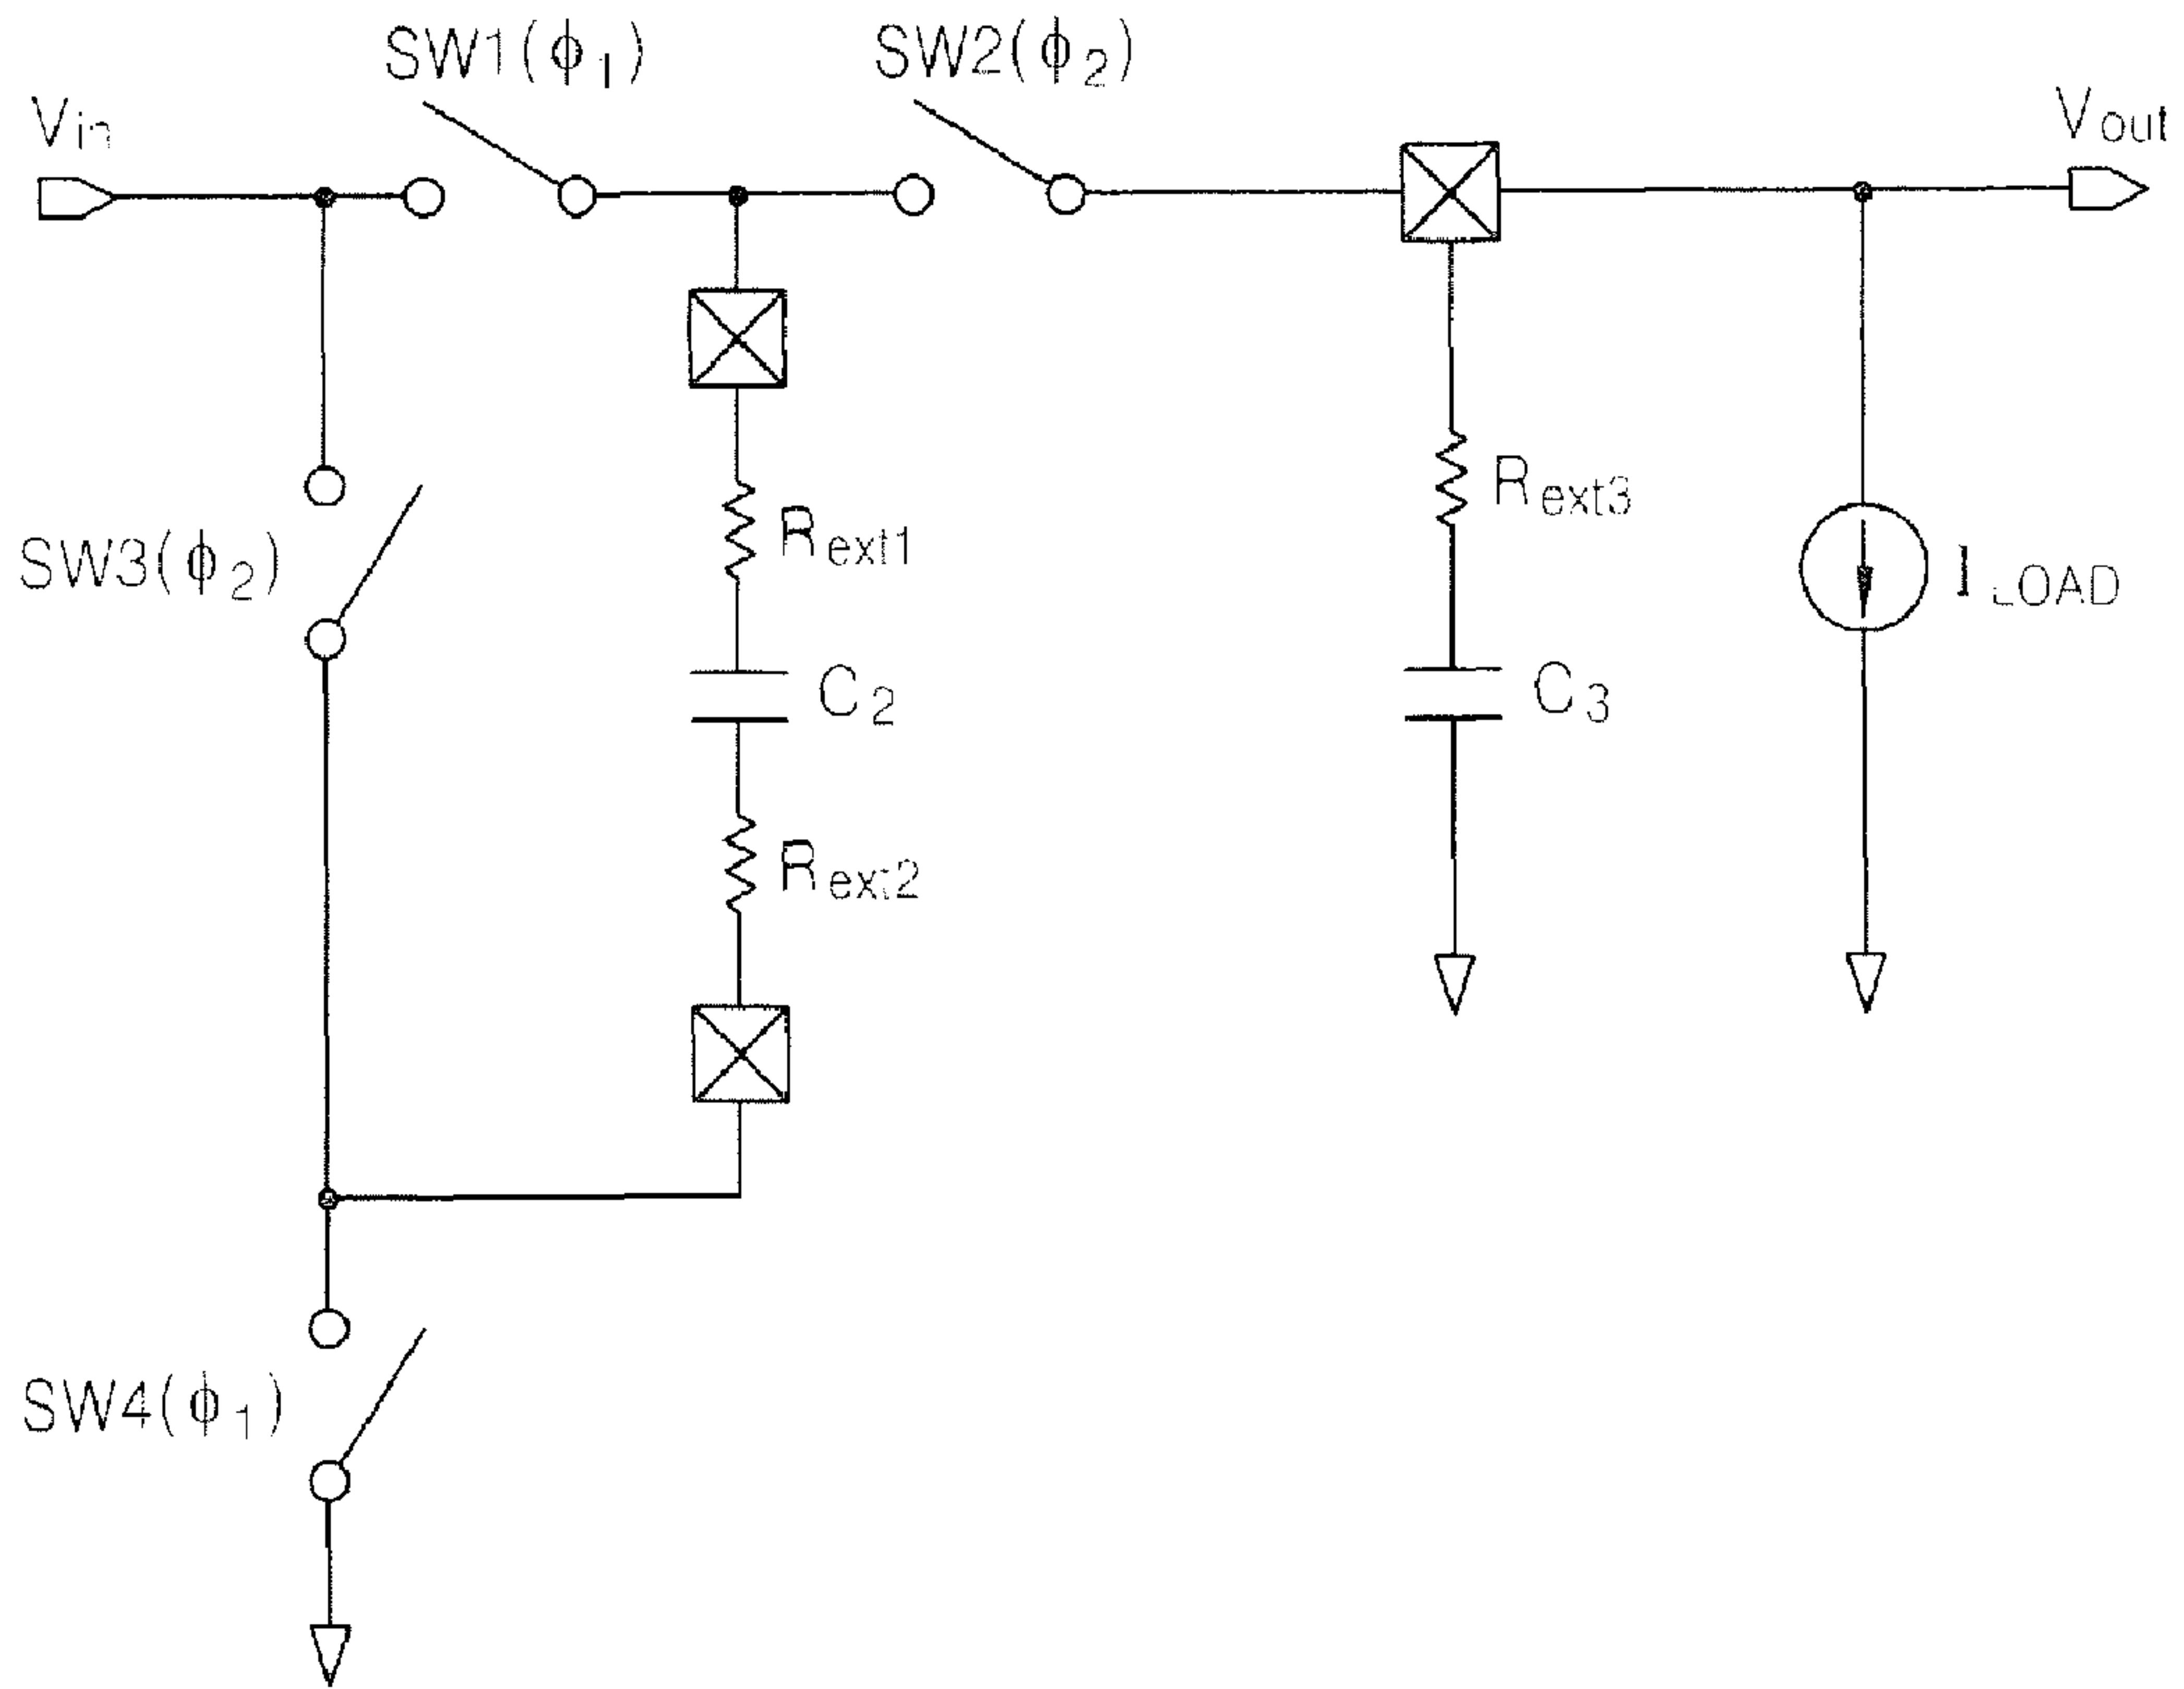 SW1(ϕ1)
SW2(ϕ2)
Vin
Vout
Rext3
Rext1
SW3(ϕ2)
ILOAD
C2
C3
Rext2
SW4(ϕ1)